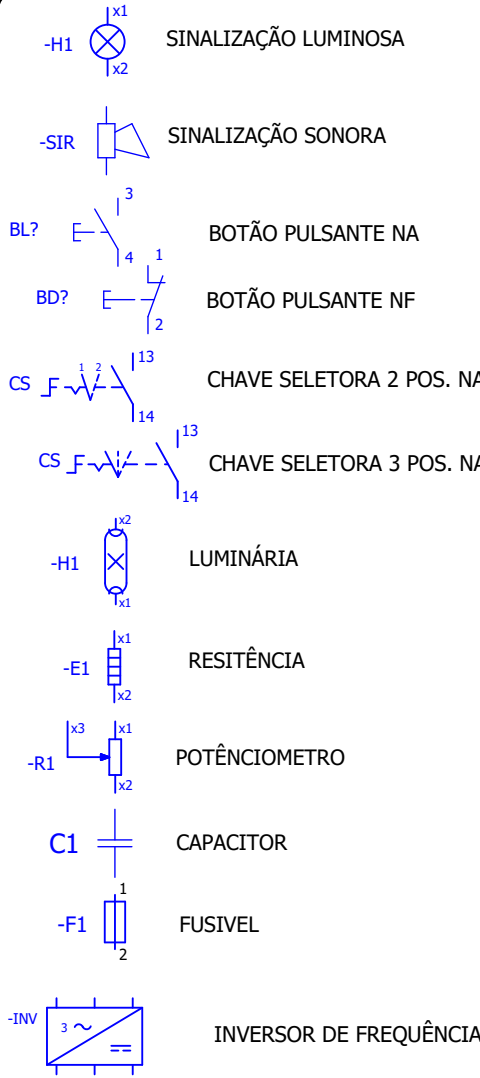 x1
-H1
SINALIZAÇÃO LUMINOSA
x2
-SIR
SINALIZAÇÃO SONORA
3
BL?
BOTÃO PULSANTE NA
4
1
BD?
BOTÃO PULSANTE NF
2
13
CS
1 2
CHAVE SELETORA 2 POS. NA
14
13
CS
CHAVE SELETORA 3 POS. NA
14
x2
-H1
LUMINÁRIA
x1
x1
-E1
RESITÊNCIA
x2
x3
x1
-R1
POTÊNCIOMETRO
x2
C1
CAPACITOR
1
-F1
FUSIVEL
2
-INV
3
INVERSOR DE FREQUÊNCIA